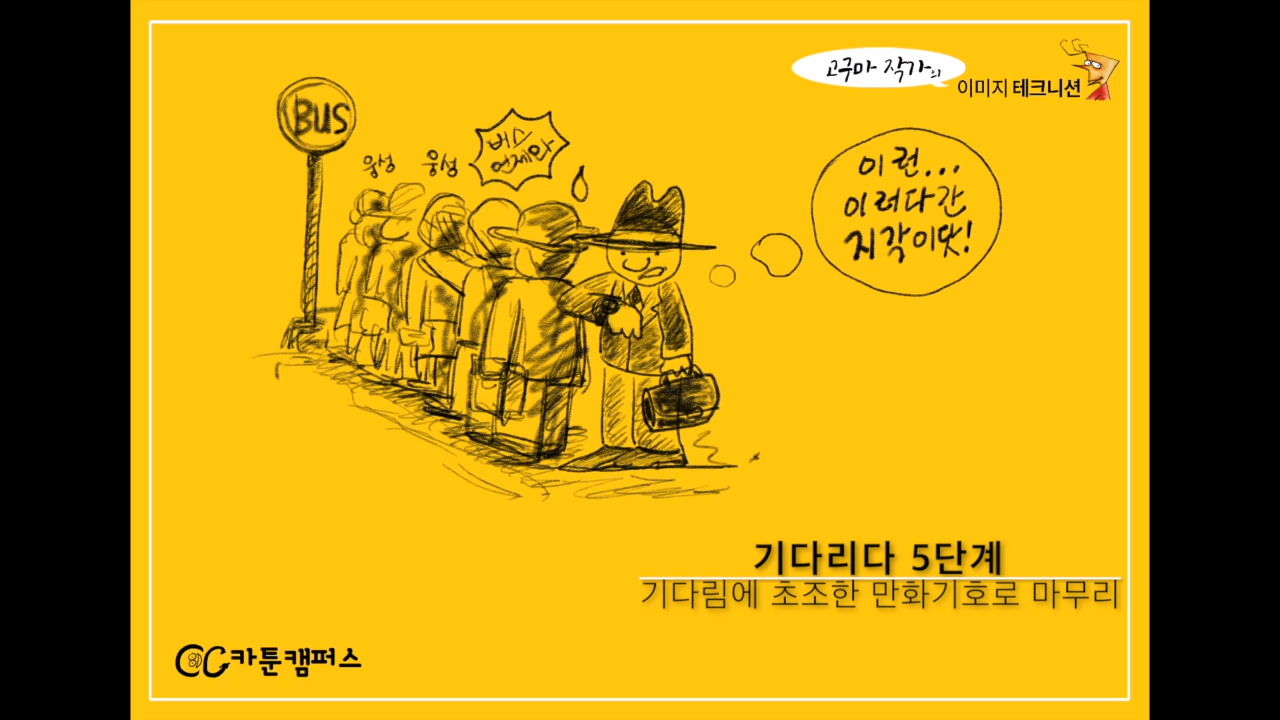 고구마 작가의
이미지 테크니션
BUS
웅성
웅성
버스
언제와
이런...
이러다간
지각이닷!
기다리다 5단계
기다림에 초조한 만화기호로 마무리
카툰캠퍼스